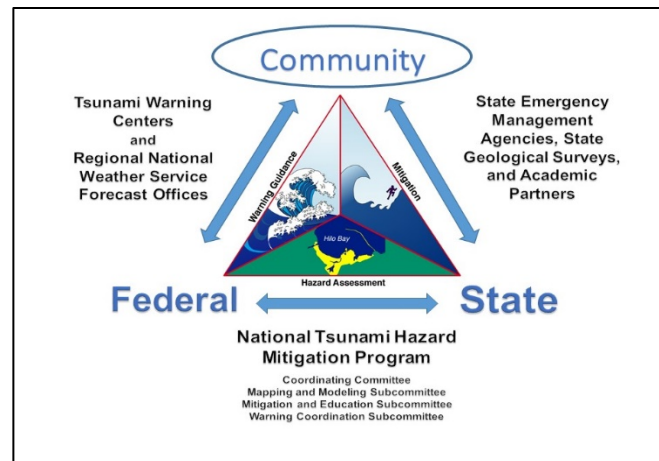 Community
Tsunami Warning
Centers
and
Regional National
Weather Service
Forecast Offices
State Emergency
Management
Agencies, State
Geological Surveys,
and Academic
Partners
Warning Guidance
Mitigation
Hilo Bay
Hazard Assessment
Federal
State
National Tsunami Hazard
Mitigation Program
Coordinating Committee
Mapping and Modeling Subcommittee
Mitigation and Education Subcommittee
Warning Coordination Subcommittee